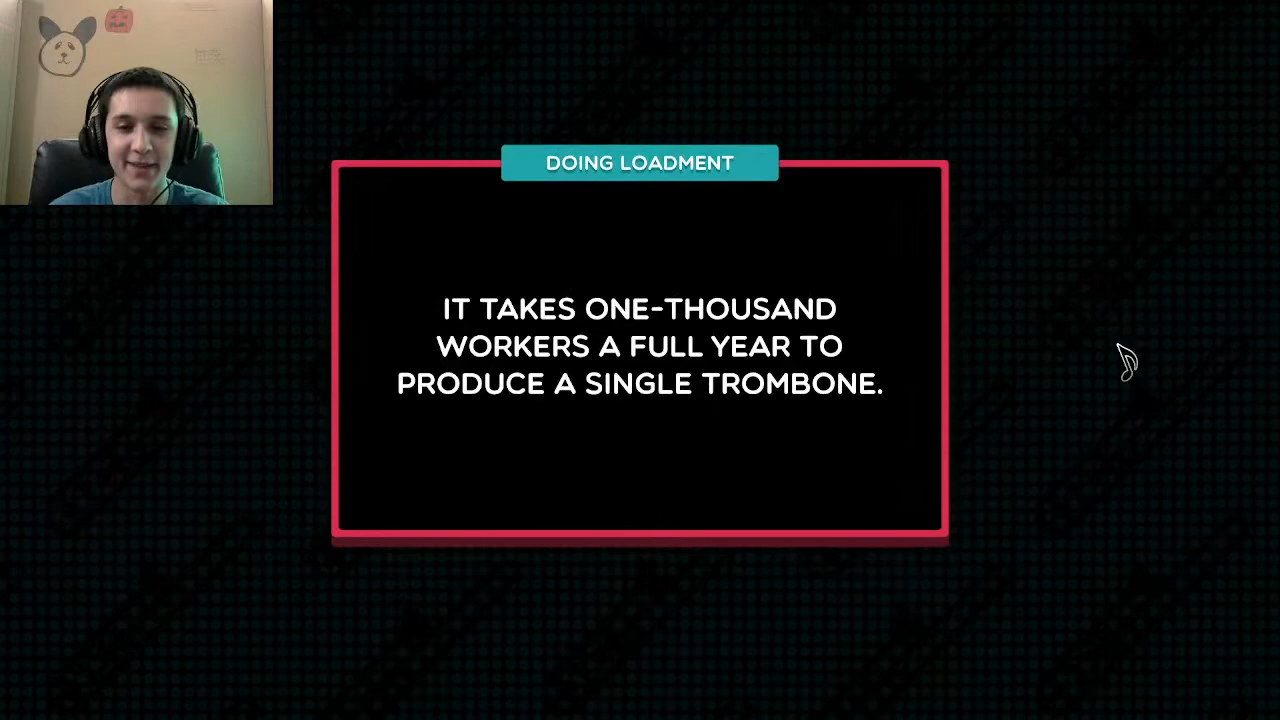 DOING LOADMENT
IT TAKES ONE-THOUSAND
WORKERS A FULL YEAR TO
PRODUCE A SINGLE TROMBONE.